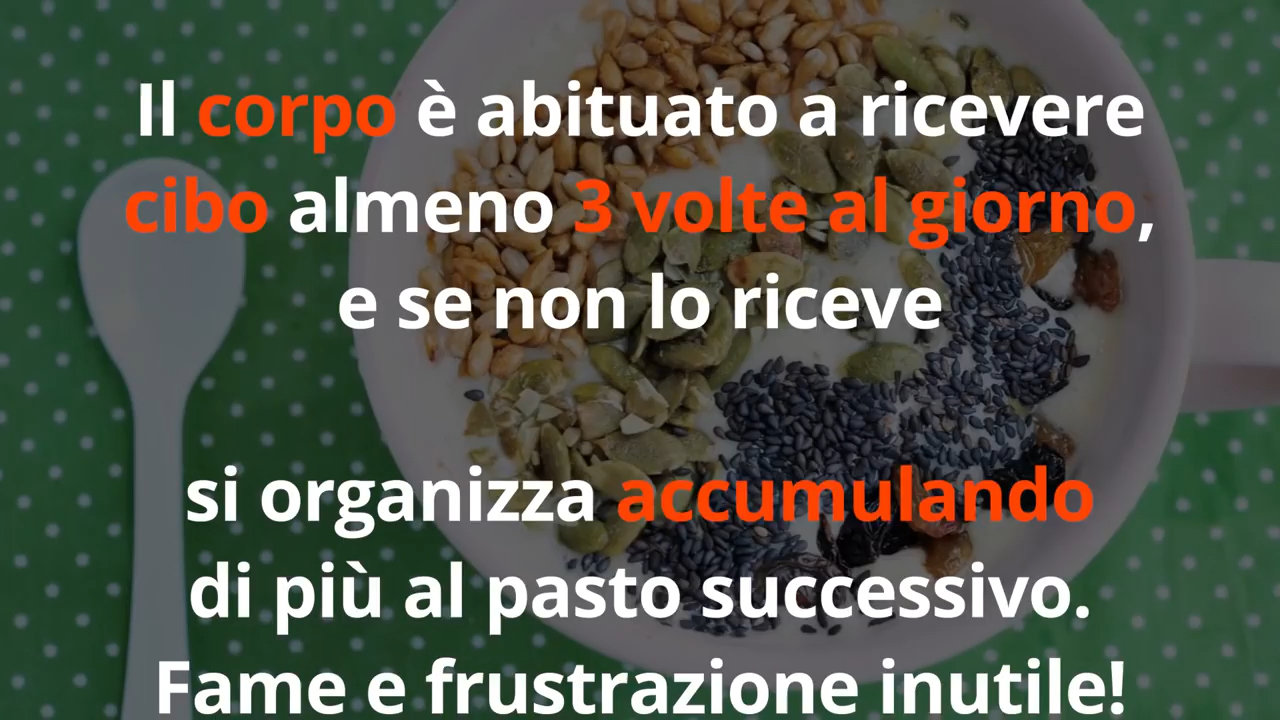 Il corpo è abituato a ricevere
cibo almeno 3 volte al giorno,
e se non lo riceve
si organizza accumulando
di più al pasto successivo.
Fame e frustrazione inutile!